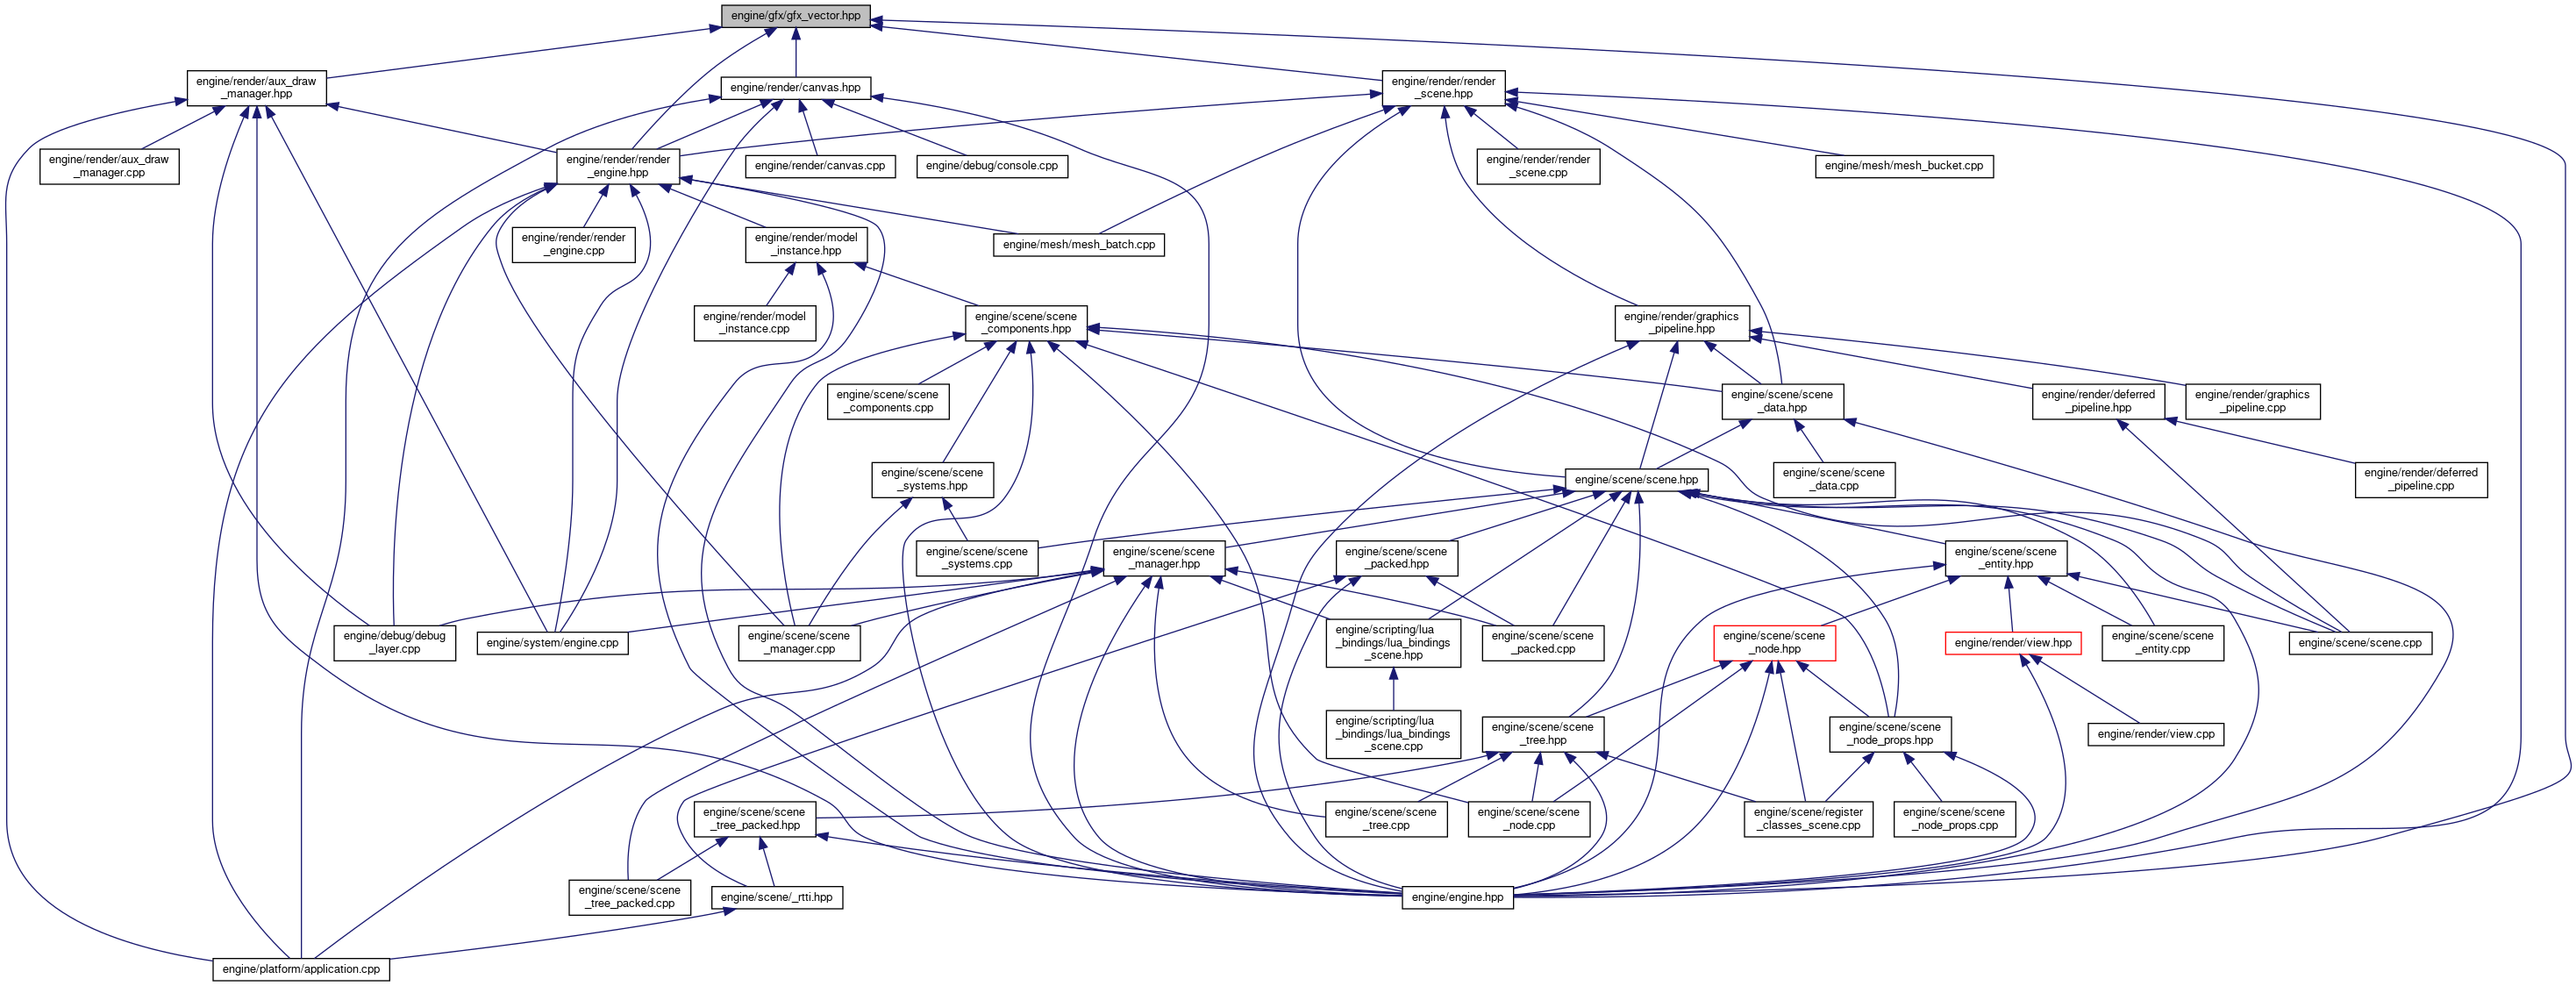 engine/gfx/gfx_vector.hpp
engine/render/aux_draw
_manager.hpp
engine/render/canvas.hpp
engine/render/render
_scene.hpp
engine/render/aux_draw
_manager.cpp
engine/render/render
_engine.hpp
engine/render/canvas.cpp
engine/debug/console.cpp
engine/render/render
_scene.cpp
engine/mesh/mesh_bucket.cpp
engine/render/render
_engine.cpp
engine/render/model
_instance.hpp
engine/mesh/mesh_batch.cpp
engine/render/model
_instance.cpp
engine/scene/scene
_components.hpp
engine/render/graphics
_pipeline.hpp
engine/scene/scene
_components.cpp
engine/scene/scene
_data.hpp
engine/render/deferred
_pipeline.hpp
engine/render/graphics
_pipeline.cpp
engine/scene/scene
_systems.hpp
engine/scene/scene.hpp
engine/scene/scene
_data.cpp
engine/render/deferred
_pipeline.cpp
engine/scene/scene
_systems.cpp
engine/scene/scene
_manager.hpp
engine/scene/scene
_packed.hpp
engine/scene/scene
_entity.hpp
engine/debug/debug
_layer.cpp
engine/system/engine.cpp
engine/scene/scene
_manager.cpp
engine/scripting/lua
_bindings/lua_bindings
_scene.hpp
engine/scene/scene
_packed.cpp
engine/scene/scene
_node.hpp
engine/render/view.hpp
engine/scene/scene
_entity.cpp
engine/scene/scene.cpp
engine/scripting/lua
_bindings/lua_bindings
_scene.cpp
engine/scene/scene
_tree.hpp
engine/scene/scene
_node_props.hpp
engine/render/view.cpp
engine/scene/scene
_tree_packed.hpp
engine/scene/scene
_tree.cpp
engine/scene/scene
_node.cpp
engine/scene/register
_classes_scene.cpp
engine/scene/scene
_node_props.cpp
engine/scene/scene
_tree_packed.cpp
engine/scene/_rtti.hpp
engine/engine.hpp
engine/platform/application.cpp